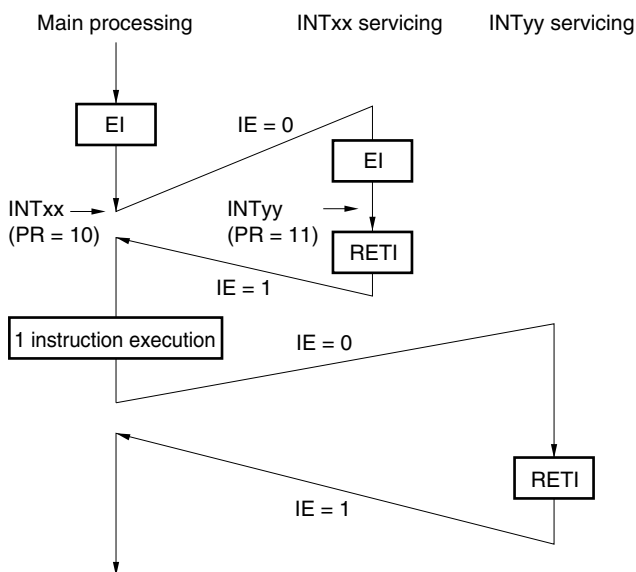 Main processing INTxx servicing INTyy servicing
EI
IE = 0
EI
INTxx
(PR = 10)
INTyy
(PR = 11)
RETI
IE = 1
1 instruction execution
IE = 0
RETI
IE = 1